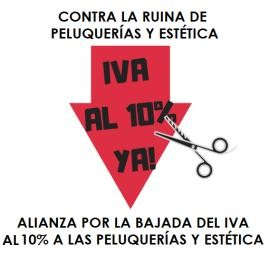 CONTRA LA RUINA DE
PELUQUERÍAS Y ESTÉTICA
IVA
AL 10%
YA!
ALIANZA POR LA BAJADA DEL IVA
AL 10% A LAS PELUQUERÍAS Y ESTÉTICA